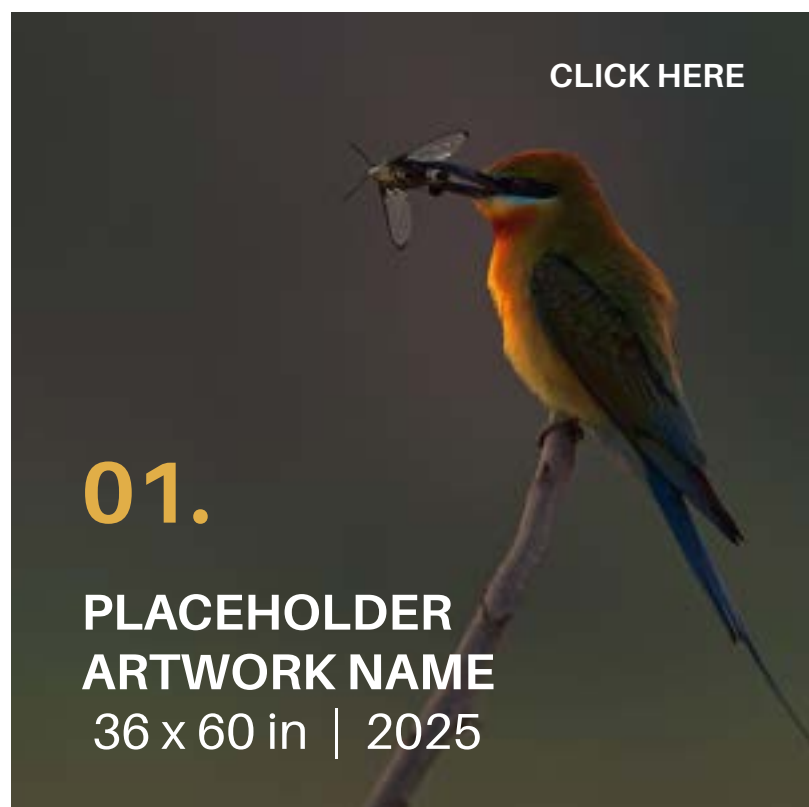 CLICK HERE
01.
PLACEHOLDER
ARTWORK NAME
36 x 60 in | 2025